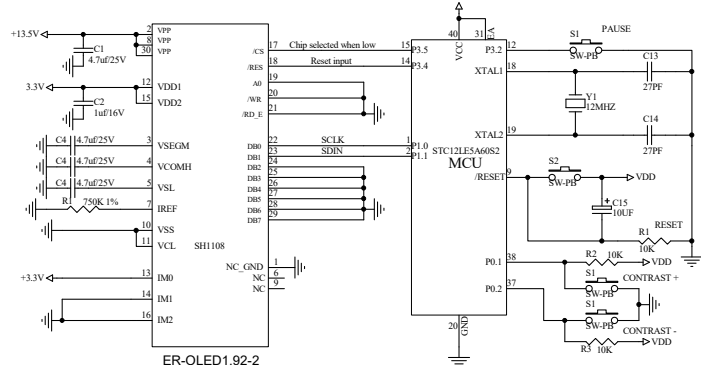 +13.5V
2 VPP
8 VPP
30 VPP
C1
4.7uf/25V
3.3V
12 VDD1
15 VDD2
C2
1uf/16V
C4 4.7uf/25V 3 VSEGM
C4 4.7uf/25V 4 VCOMH
C4 4.7uf/25V 5 VSL
R1 750K 1% 7 IREF
10 VSS
11 VCL
SH1108
+3.3V 13 IM0
14 IM1
16 IM2
ER-OLED1.92-2
/CS 17 Chip selected when low 15 P3.5
/RES 18 Reset input 14 P3.4
A0 19
/WR 20
/RD_E 21
DB0 22 SCLK 1 P1.0
DB1 23 SDIN 2 P1.1
DB2 24
DB3 25
DB4 26
DB5 27
DB6 28
DB7 29
NC_GND 1
NC 6
NC 9
40 VCC
31 EA
STC12LE5A60S2
MCU
20 GND
P3.2 12
S1
SW-PB
PAUSE
XTAL1 18
C13
27PF
Y1
12MHZ
XTAL2 19
C14
27PF
/RESET 9
S2
SW-PB
VDD
C15
10UF
+
RESET
R1
10K
P0.1 38
R2 10K
VDD
S1
SW-PB
CONTRAST +
P0.2 37
S1
SW-PB
CONTRAST -
R3 10K
VDD